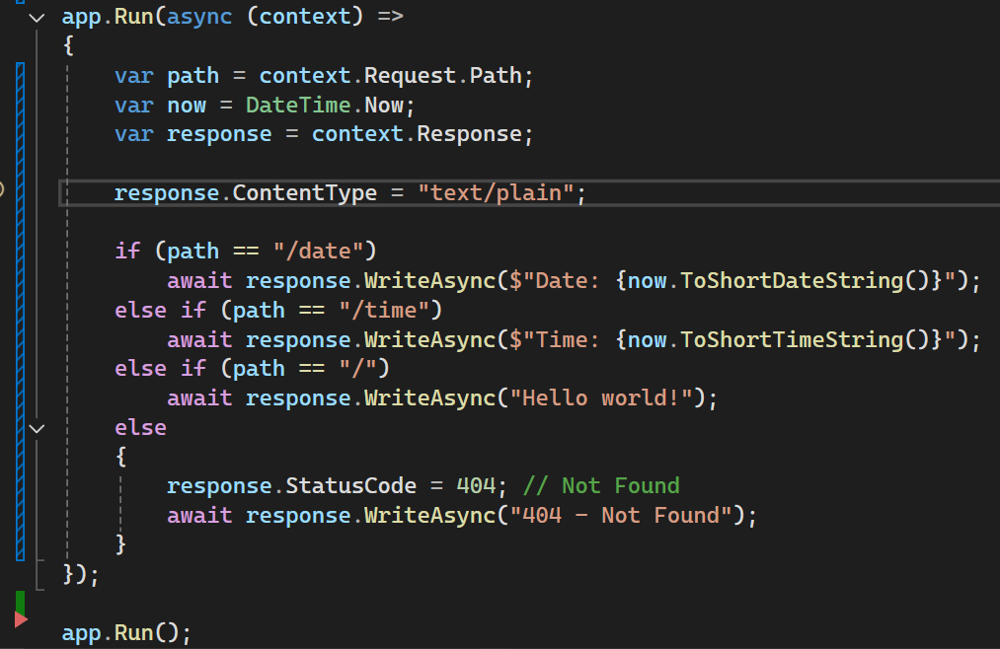 app.Run(async (context) =>
{
    var path = context.Request.Path;
    var now = DateTime.Now;
    var response = context.Response;

    response.ContentType = "text/plain";

    if (path == "/date")
        await response.WriteAsync($"Date: {now.ToShortDateString()}");
    else if (path == "/time")
        await response.WriteAsync($"Time: {now.ToShortTimeString()}");
    else if (path == "/")
        await response.WriteAsync("Hello world!");
    else
    {
        response.StatusCode = 404; // Not Found
        await response.WriteAsync("404 - Not Found");
    }
});

app.Run();